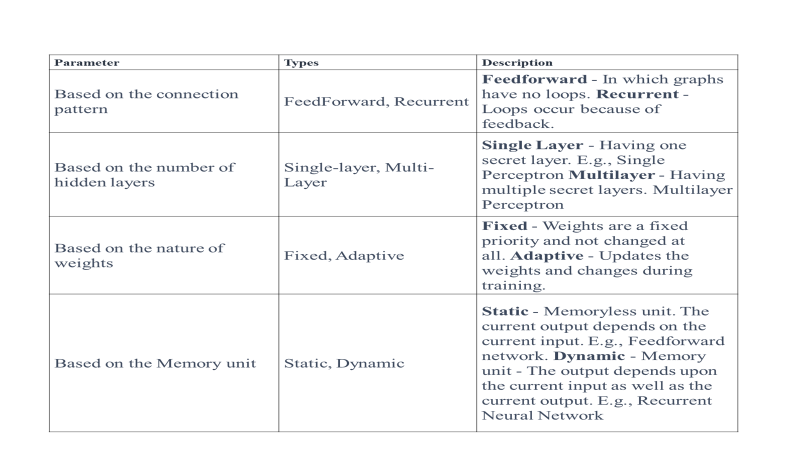 Parameter
Types
Description
Based on the connection
pattern
FeedForward, Recurrent
Feedforward - In which graphs
have no loops. Recurrent -
Loops occur because of
feedback.
Based on the number of
hidden layers
Single-layer, Multi-
Layer
Single Layer - Having one
secret layer. E.g., Single
Perceptron Multilayer - Having
multiple secret layers. Multilayer
Perceptron
Based on the nature of
weights
Fixed, Adaptive
Fixed - Weights are a fixed
priority and not changed at
all. Adaptive - Updates the
weights and changes during
training.
Based on the Memory unit
Static, Dynamic
Static - Memoryless unit. The
current output depends on the
current input. E.g., Feedforward
network. Dynamic - Memory
unit - The output depends upon
the current input as well as the
current output. E.g., Recurrent
Neural Network